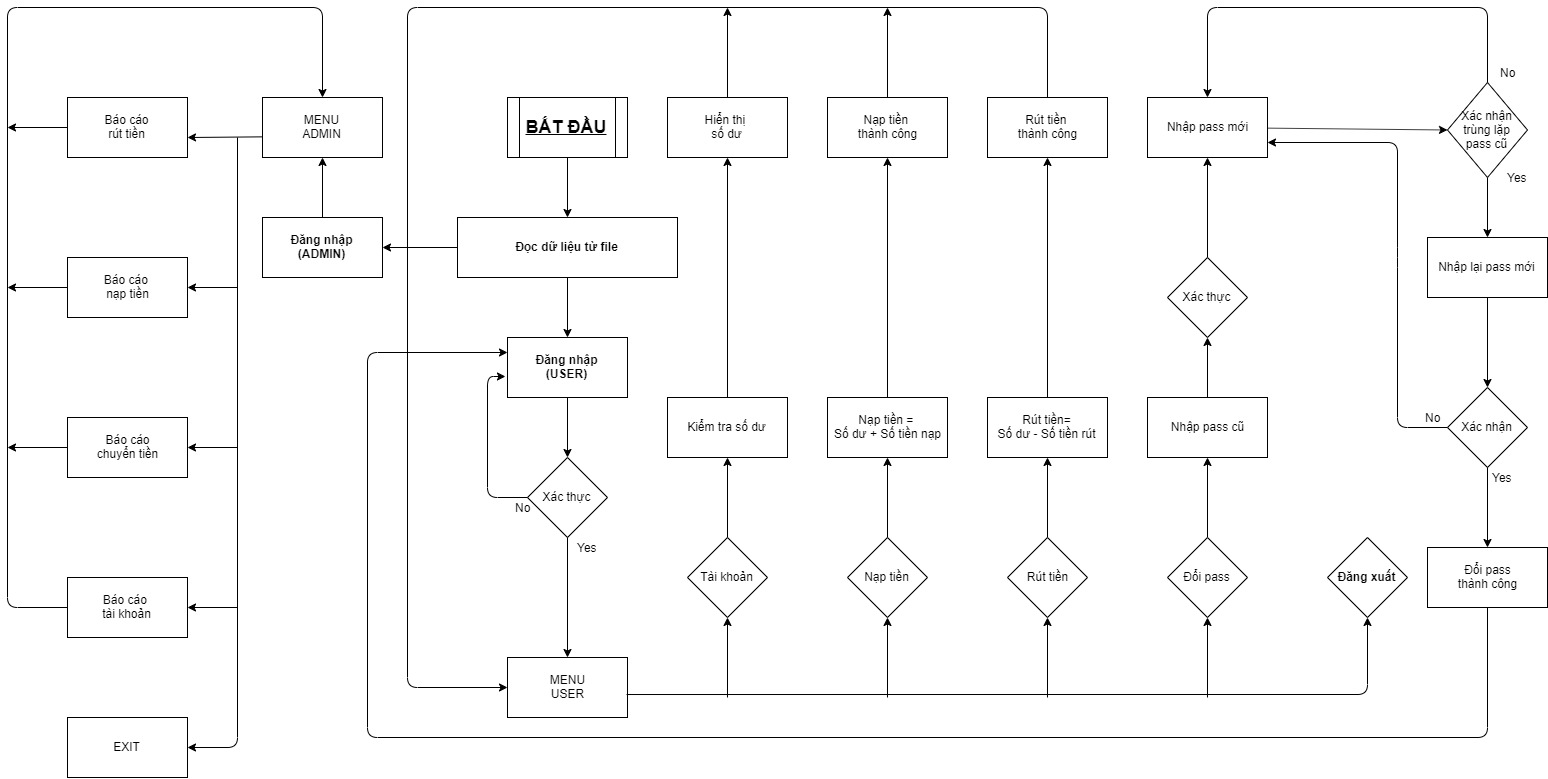 No
Báo cáo
rút tiền
MENU
ADMIN
BẮT ĐẦU
Hiển thị
số dư
Nạp tiền
thành công
Rút tiền
thành công
Nhập pass mới
Xác nhận
trùng lặp
pass cũ
Yes
Đăng nhập
(ADMIN)
Đọc dữ liệu từ file
Nhập lại pass mới
Báo cáo
nạp tiền
Xác thực
Đăng nhập
(USER)
Báo cáo
chuyển tiền
Kiểm tra số dư
Nạp tiền =
Số dư + Số tiền nạp
Rút tiền=
Số dư - Số tiền rút
Nhập pass cũ
No
Xác nhận
Yes
Xác thực
No
Yes
Báo cáo
tài khoản
Tài khoản
Nạp tiền
Rút tiền
Đổi pass
Đăng xuất
Đổi pass
thành công
MENU
USER
EXIT